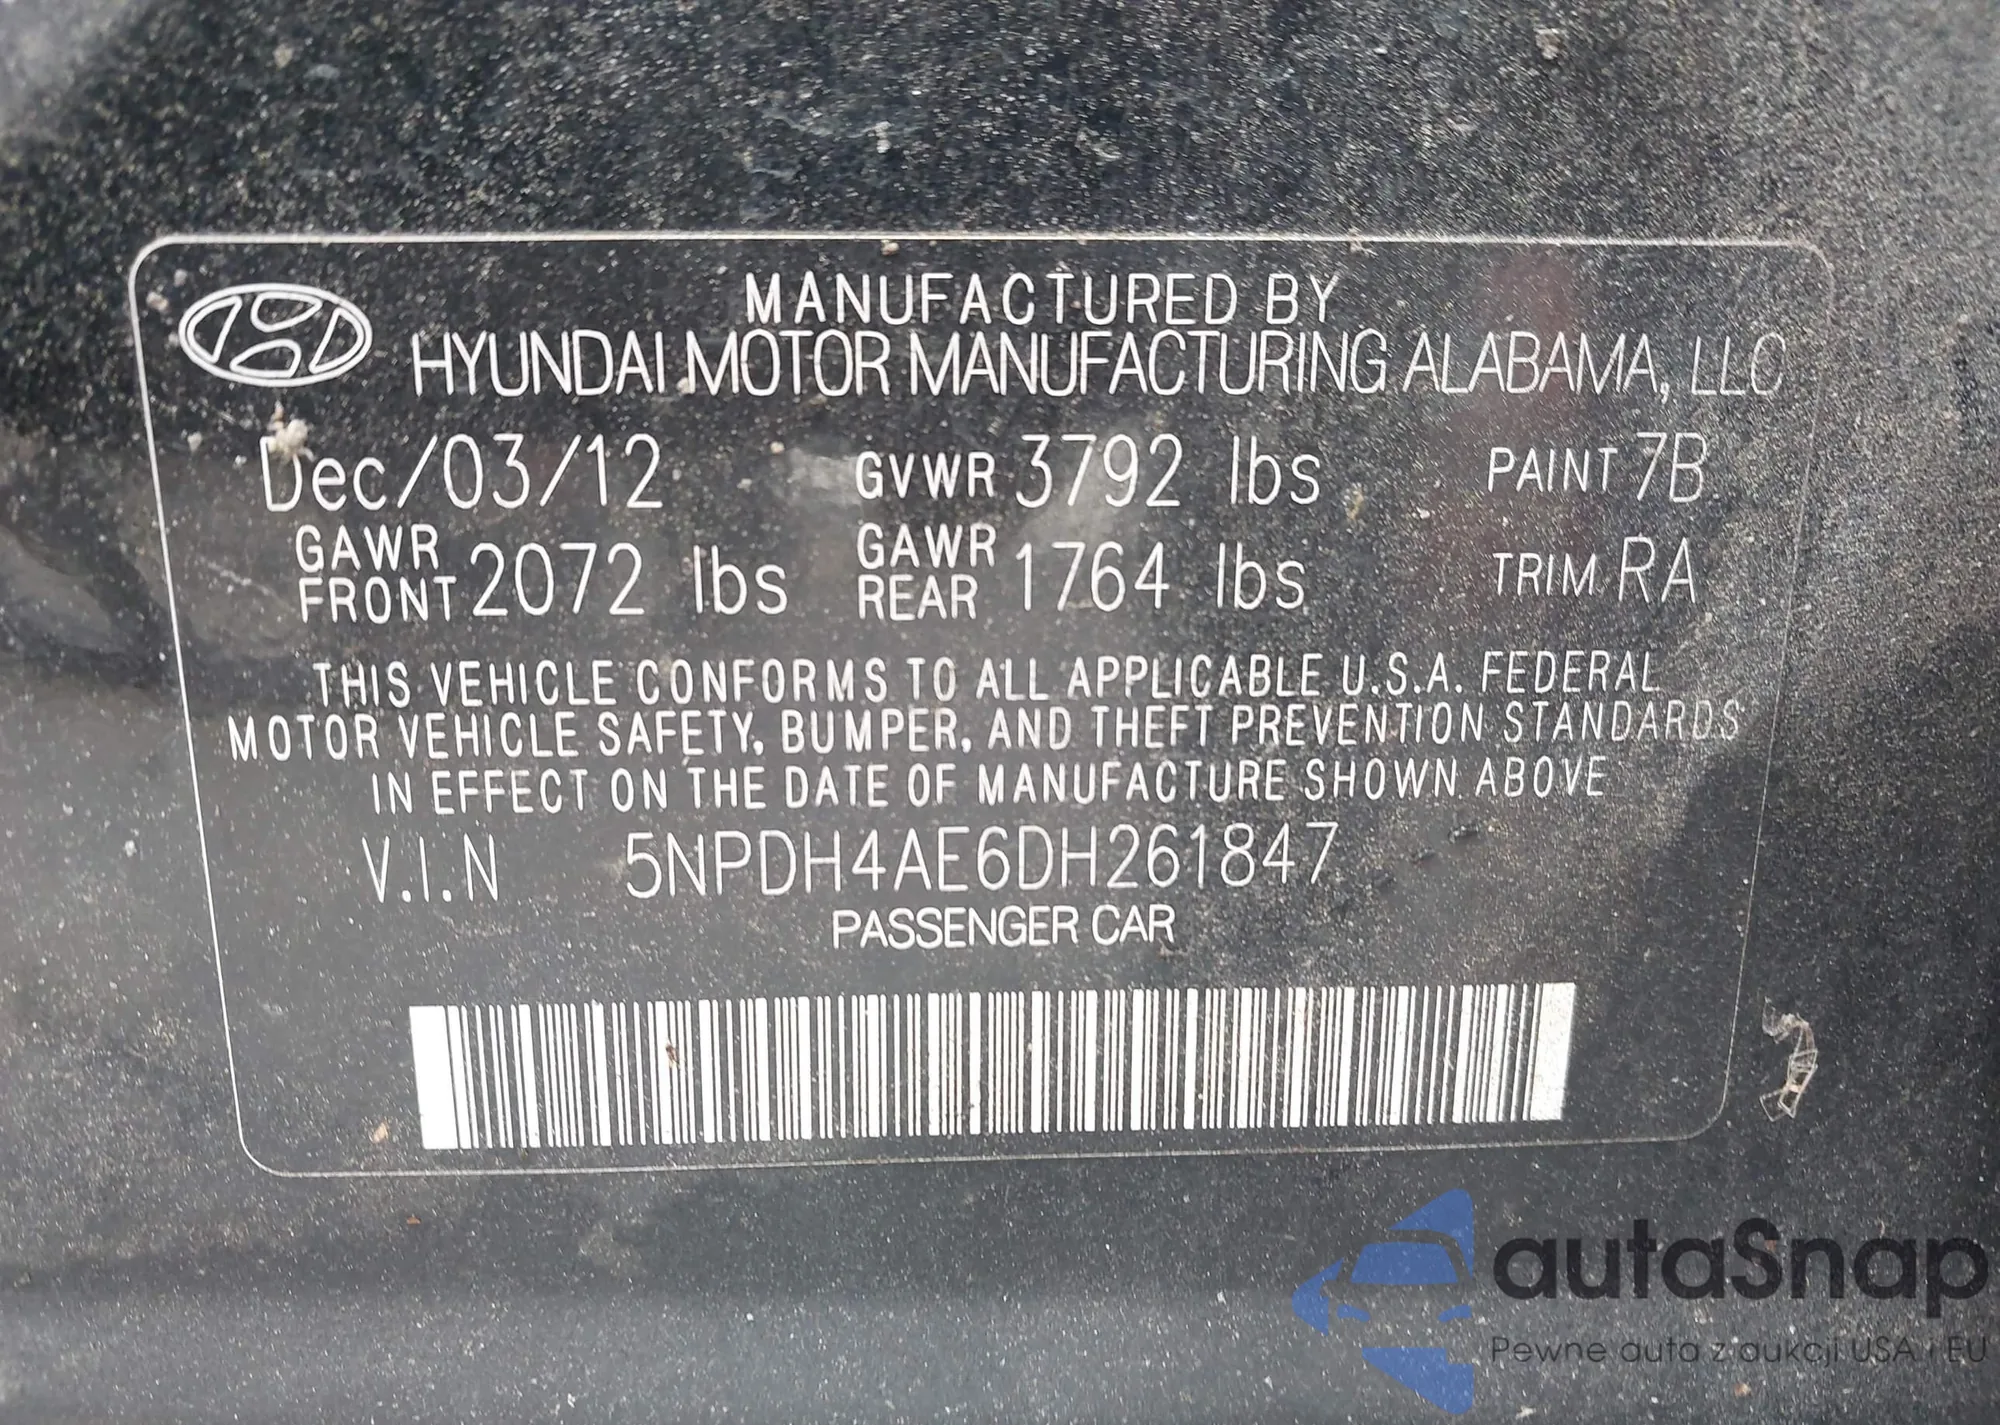 MANUFACTURED BY
HYUNDAI MOTOR MANUFACTURING ALABAMA, LLC
Dec/03/12 GVWR 3792 lbs PAINT 7B
GAWR FRONT 2072 lbs GAWR REAR 1764 lbs TRIM RA
THIS VEHICLE CONFORMS TO ALL APPLICABLE U.S.A. FEDERAL
MOTOR VEHICLE SAFETY, BUMPER, AND THEFT PREVENTION STANDARDS
IN EFFECT ON THE DATE OF MANUFACTURE SHOWN ABOVE
V.I.N 5NPDH4AE6DH261847
PASSENGER CAR
autaSnap
Pewne auta z aukcji USA i EU